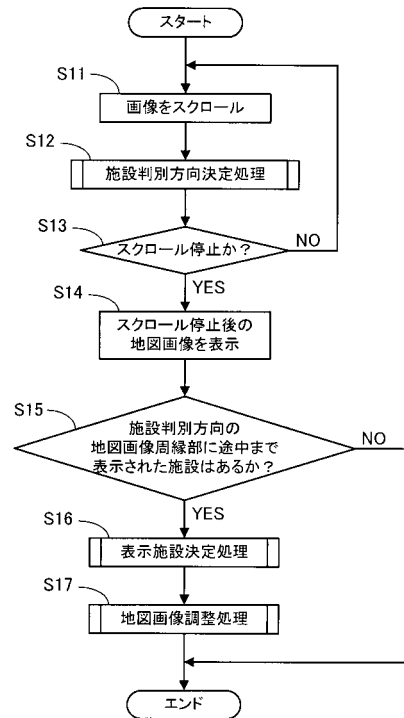 スタート
S11
画像をスクロール
S12
施設判別方向決定処理
S13
スクロール停止か?
NO
YES
S14
スクロール停止後の
地図画像を表示
S15
施設判別方向の
地図画像周縁部に途中まで
表示された施設はあるか?
NO
YES
S16
表示施設決定処理
S17
地図画像調整処理
エンド